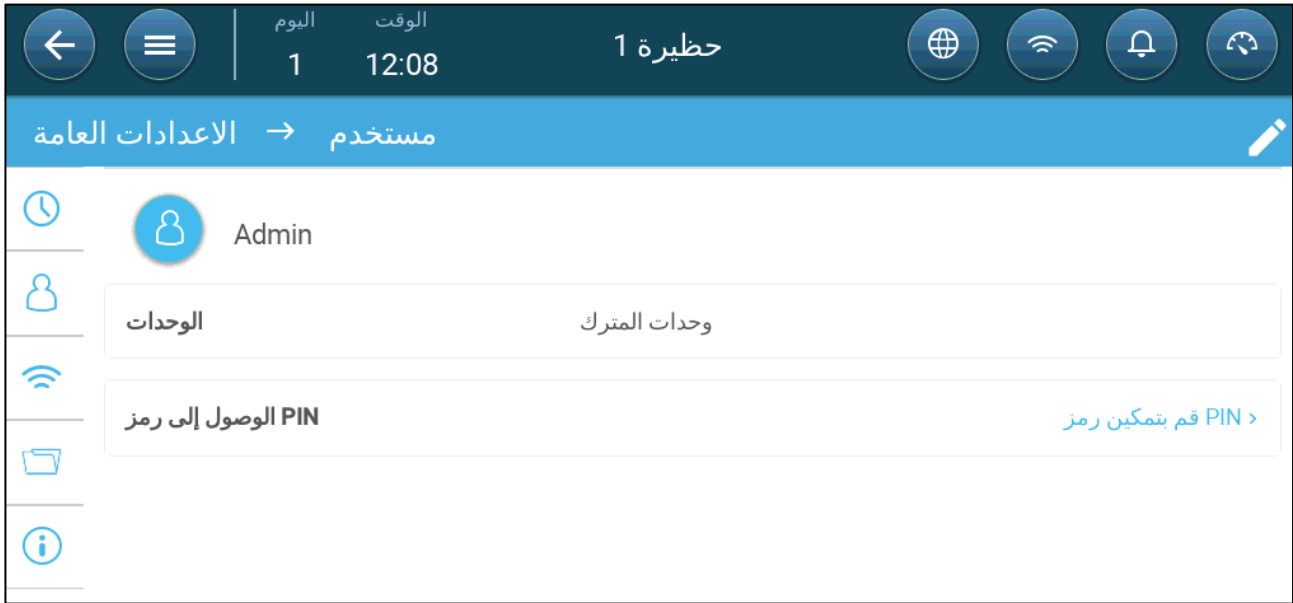 اليوم
الوقت
1
12:08
حظيرة 1
الاعدادات العامة → مستخدم
Admin
الوحدات
وحدات المترك
الوصول إلى رمز PIN
قم بتمكين رمز PIN ›